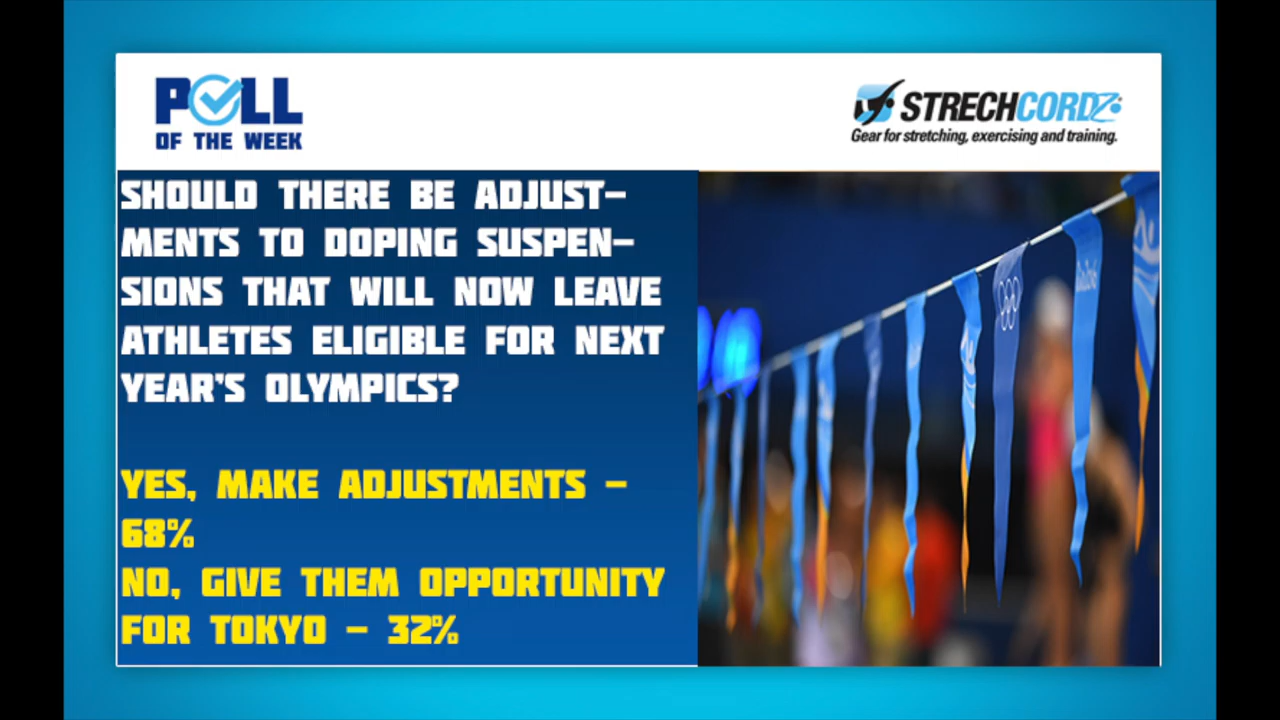 POLL
OF THE WEEK
STRECHCORDZ
Gear for stretching, exercising and training.
SHOULD THERE BE ADJUST-
MENTS TO DOPING SUSPEN-
SIONS THAT WILL NOW LEAVE
ATHLETES ELIGIBLE FOR NEXT
YEAR'S OLYMPICS?
YES, MAKE ADJUSTMENTS -
68%
NO, GIVE THEM OPPORTUNITY
FOR TOKYO - 32%